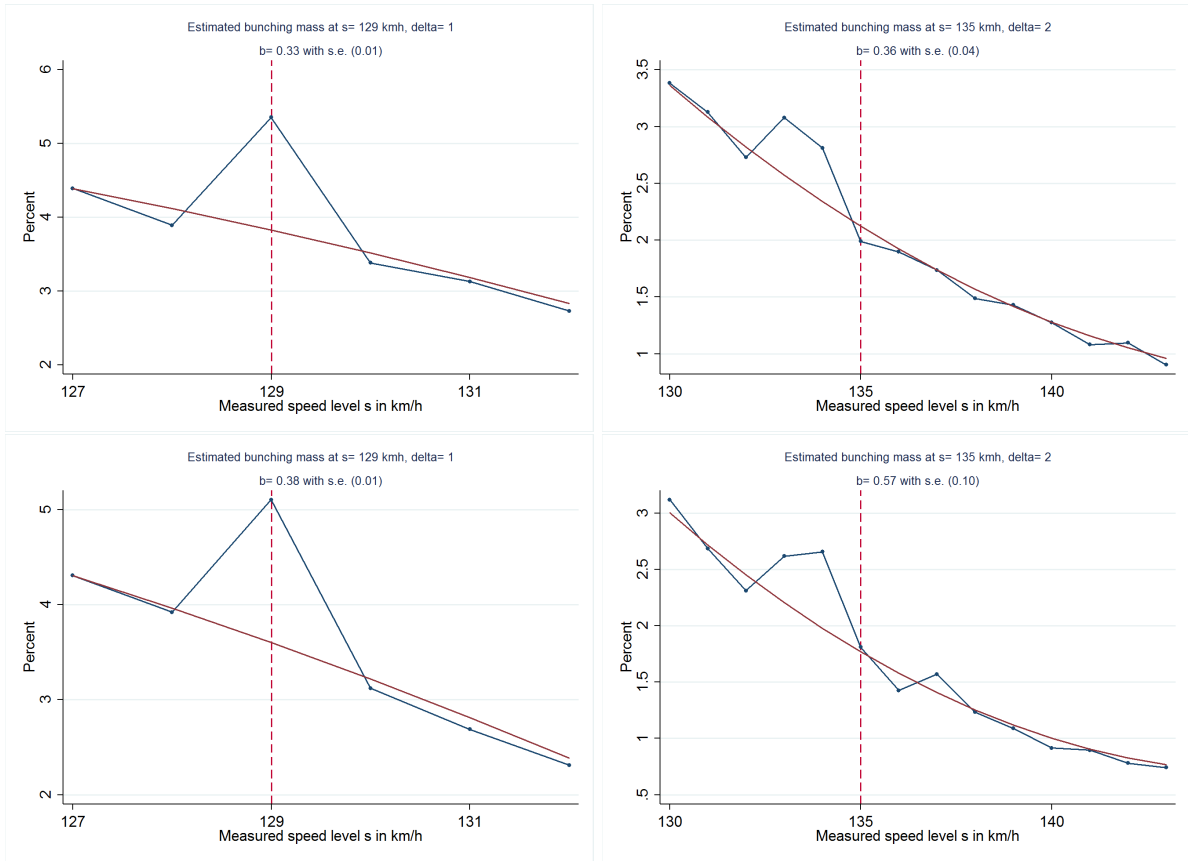 Estimated bunching mass at s= 129 kmh, delta= 1
b= 0.33 with s.e. (0.01)
6
5
4
3
2
Percent
127
129
131
Measured speed level s in km/h
Estimated bunching mass at s= 135 kmh, delta= 2
b= 0.36 with s.e. (0.04)
3.5
3
2.5
2
1.5
1
Percent
130
135
140
Measured speed level s in km/h
Estimated bunching mass at s= 129 kmh, delta= 1
b= 0.38 with s.e. (0.01)
5
4
3
2
Percent
127
129
131
Measured speed level s in km/h
Estimated bunching mass at s= 135 kmh, delta= 2
b= 0.57 with s.e. (0.10)
3
2.5
2
1.5
1
.5
Percent
130
135
140
Measured speed level s in km/h